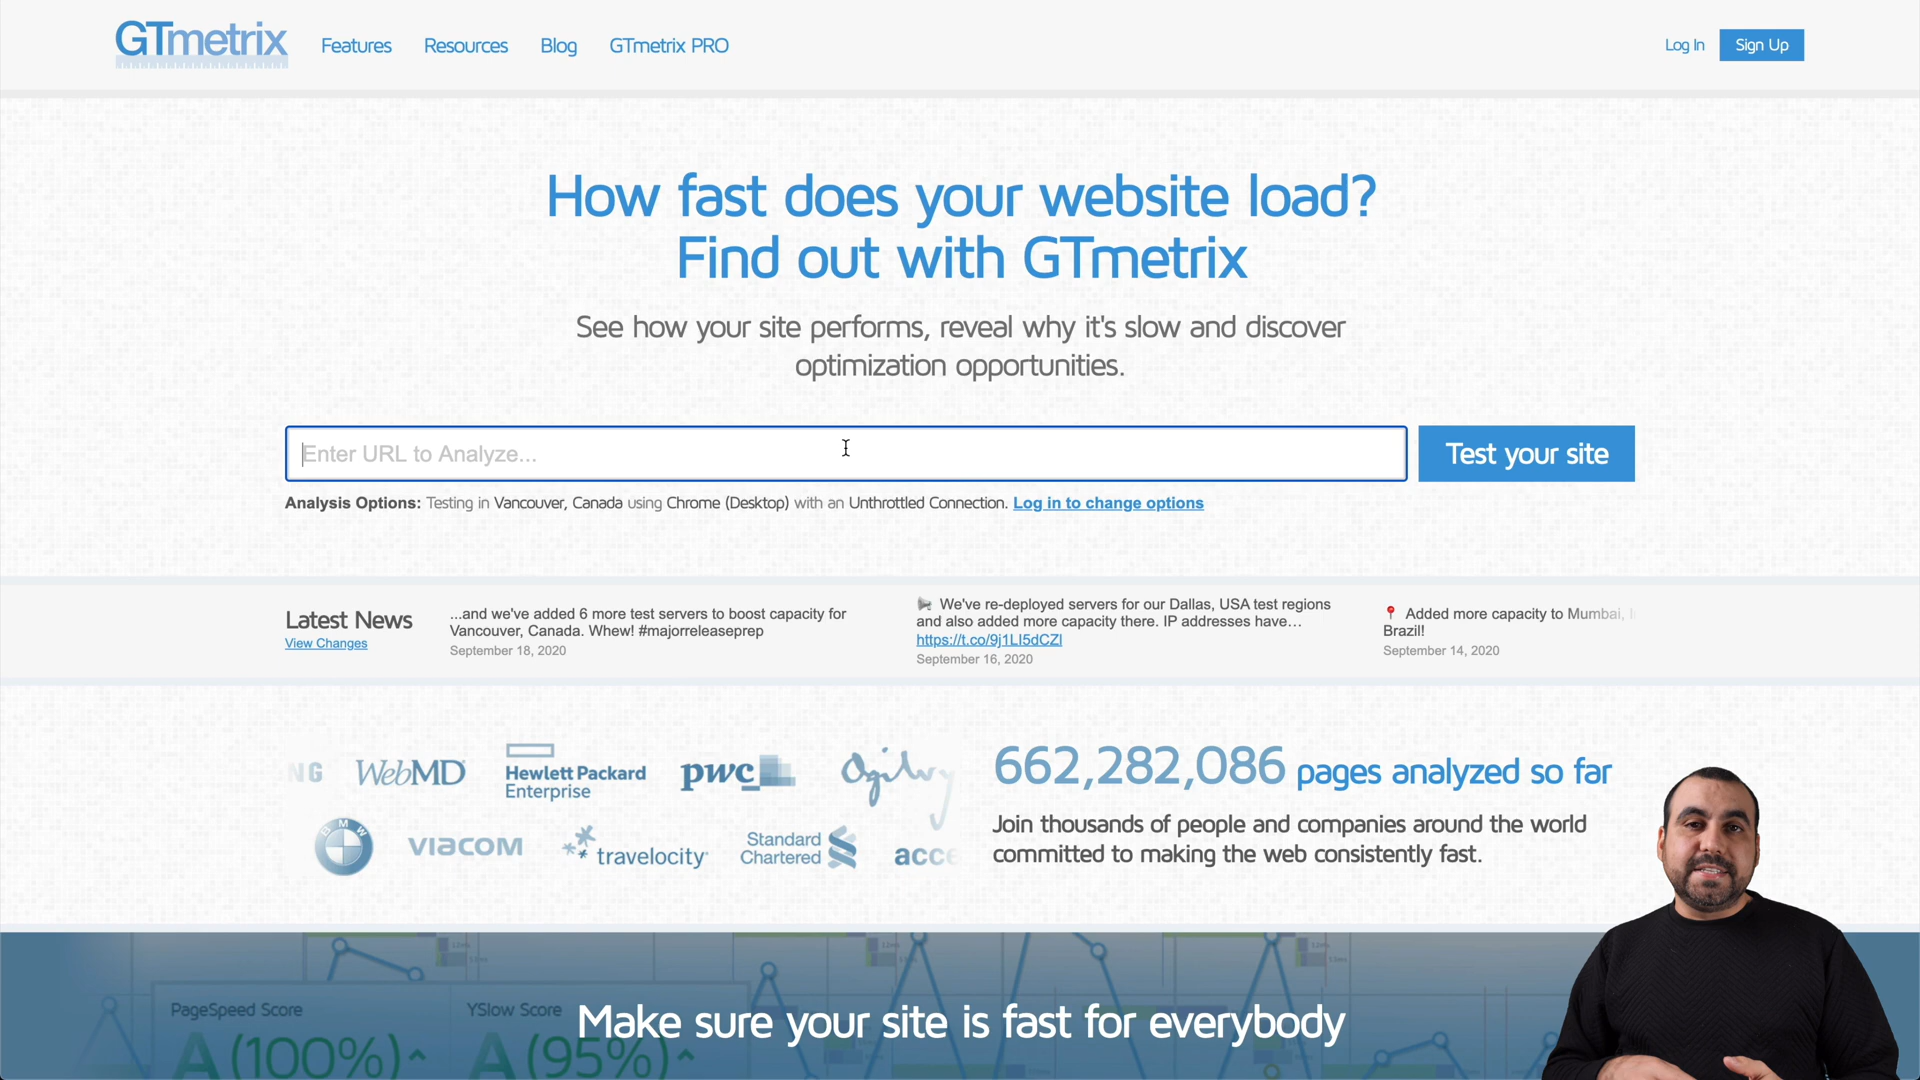 GTmetrix
Features
Resources
Blog
GTmetrix PRO
Log In
Sign Up
How fast does your website load?
Find out with GTmetrix
See how your site performs, reveal why it's slow and discover
optimization opportunities.
Enter URL to Analyze...
Test your site
Analysis Options: Testing in Vancouver, Canada using Chrome (Desktop) with an Unthrottled Connection. Log in to change options
Latest News
View Changes
...and we've added 6 more test servers to boost capacity for
Vancouver, Canada. Whew! #majorreleaseprep
September 18, 2020
We've re-deployed servers for our Dallas, USA test regions
and also added more capacity there. IP addresses have…
https://t.co/9j1LI5dCZl
September 16, 2020
Added more capacity to Mumbai,
Brazil!
September 14, 2020
NG
WebMD
Hewlett Packard
Enterprise
pwc
Ogilvy
BMW
VIACOM
travelocity
Standard
Chartered
acce
662,282,086 pages analyzed so far
Join thousands of people and companies around the world
committed to making the web consistently fast.
PageSpeed Score
A (100%)
YSlow Score
A (95%)
Make sure your site is fast for everybody